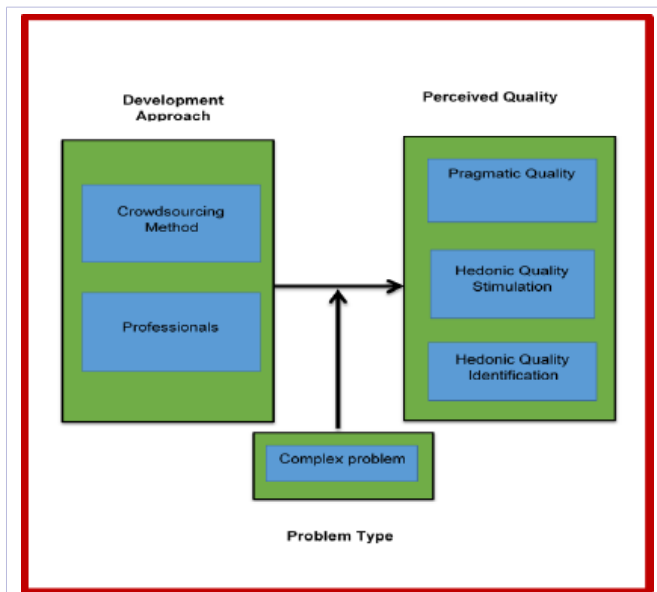 Development
Approach
Crowdsourcing
Method
Professionals
Perceived Quality
Pragmatic Quality
Hedonic Quality
Stimulation
Hedonic Quality
Identification
Complex problem
Problem Type